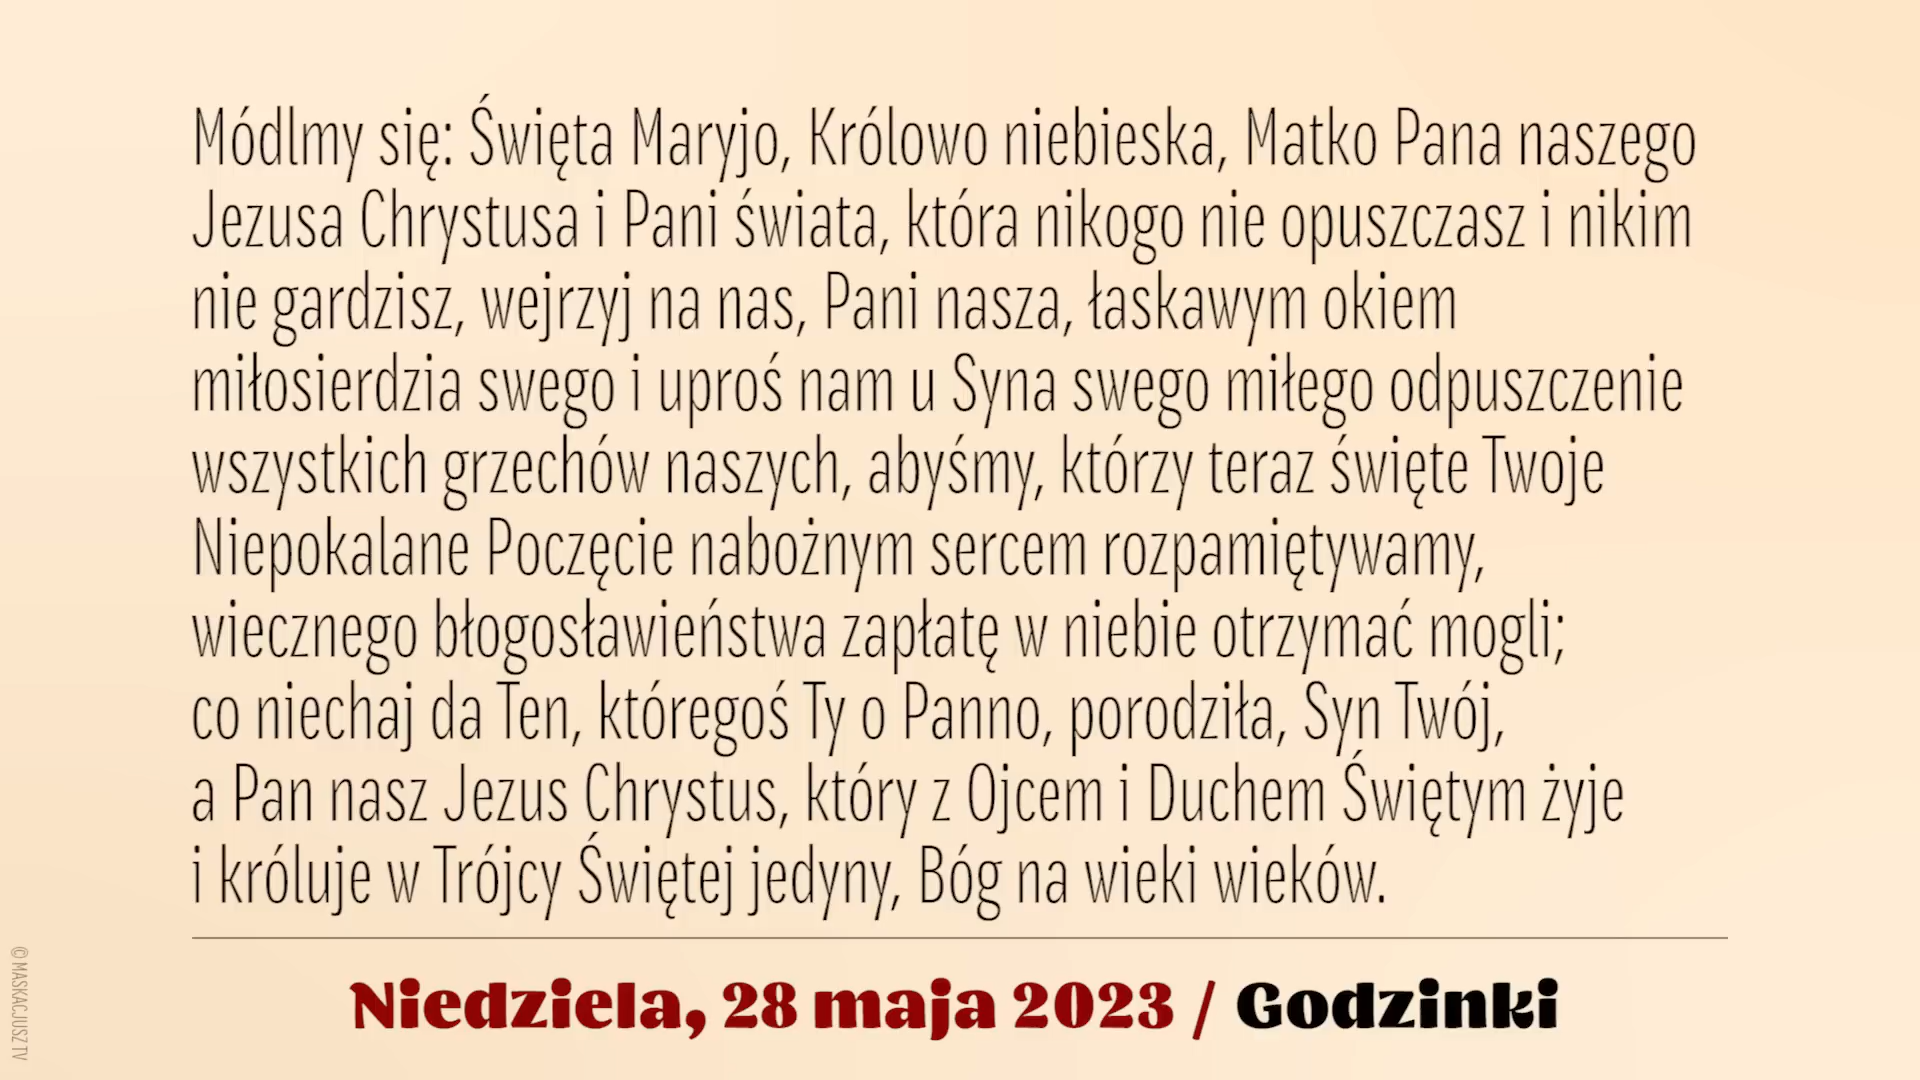 Módlmy się: Święta Maryjo, Królowo niebieska, Matko Pana naszego
Jezusa Chrystusa i Pani świata, która nikogo nie opuszczasz i nikim
nie gardzisz, wejrzyj na nas, Pani nasza, łaskawym okiem
miłosierdzia swego i uproś nam u Syna swego miłego odpuszczenie
wszystkich grzechów naszych, abyśmy, którzy teraz święte Twoje
Niepokalane Poczęcie nabożnym sercem rozpamiętywamy,
wiecznego błogosławieństwa zapłatę w niebie otrzymać mogli;
co niechaj da Ten, któregoś Ty o Panno, porodziła, Syn Twój,
a Pan nasz Jezus Chrystus, który z Ojcem i Duchem Świętym żyje
i króluje w Trójcy Świętej jedyny, Bóg na wieki wieków.
Niedziela, 28 maja 2023 / Godzinki
© MASKACJUSZ TV